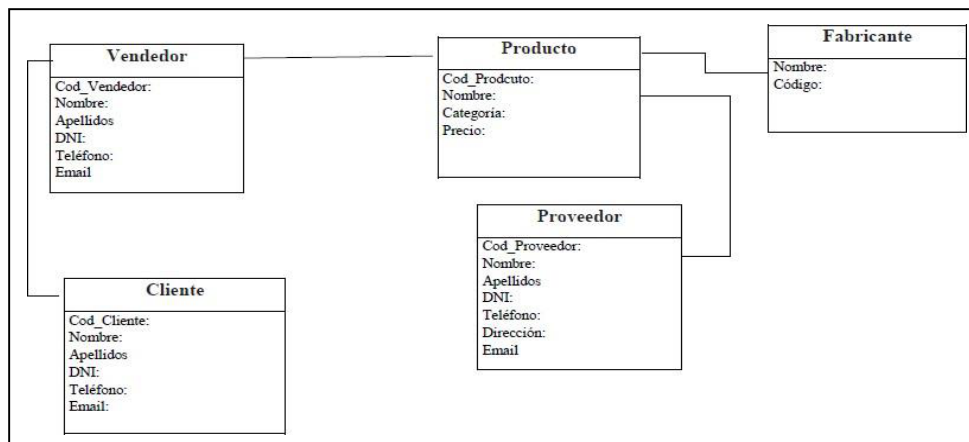 Vendedor
Cod_Vendedor:
Nombre:
Apellidos
DNI:
Teléfono:
Email
Producto
Cod_Prodcuto:
Nombre:
Categoría:
Precio:
Fabricante
Nombre:
Código:
Proveedor
Cod_Proveedor:
Nombre:
Apellidos
DNI:
Teléfono:
Dirección:
Email
Cliente
Cod_Cliente:
Nombre:
Apellidos
DNI:
Teléfono:
Email: